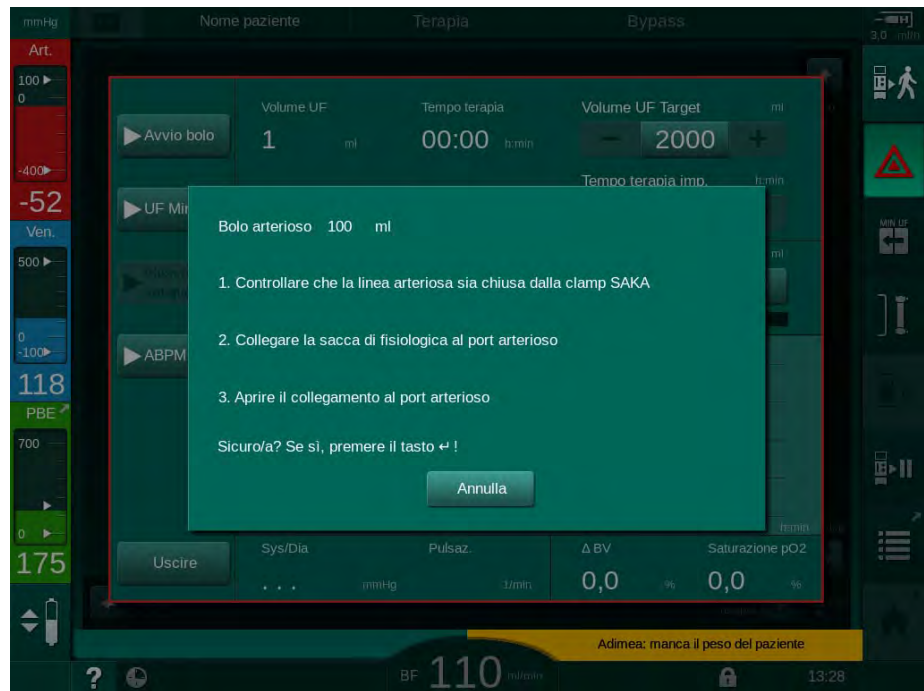 mmHg
Nome paziente
Terapia
Bypass
3,0 ml/h
Art.
100
0
-400
-52
Ven.
500
0
-100
118
PBE
700
0
175
Volume UF
Tempo terapia
Volume UF Target
ml
Avvio bolo
1 ml
00:00 h:min
2000
Tempo terapia imp.
h:min
UF Min
ml
ABPM
MIN UF
Bolo arterioso 100 ml
1. Controllare che la linea arteriosa sia chiusa dalla clamp SAKA
2. Collegare la sacca di fisiologica al port arterioso
3. Aprire il collegamento al port arterioso
Sicuro/a? Se sì, premere il tasto ↵ !
Annulla
h:min
Uscire
Sys/Dia
Pulsaz.
Δ BV
Saturazione pO2
. . . mmHg
1/min
0,0 %
0,0 %
Adimea: manca il peso del paziente
?
BF 110 ml/min
13:28